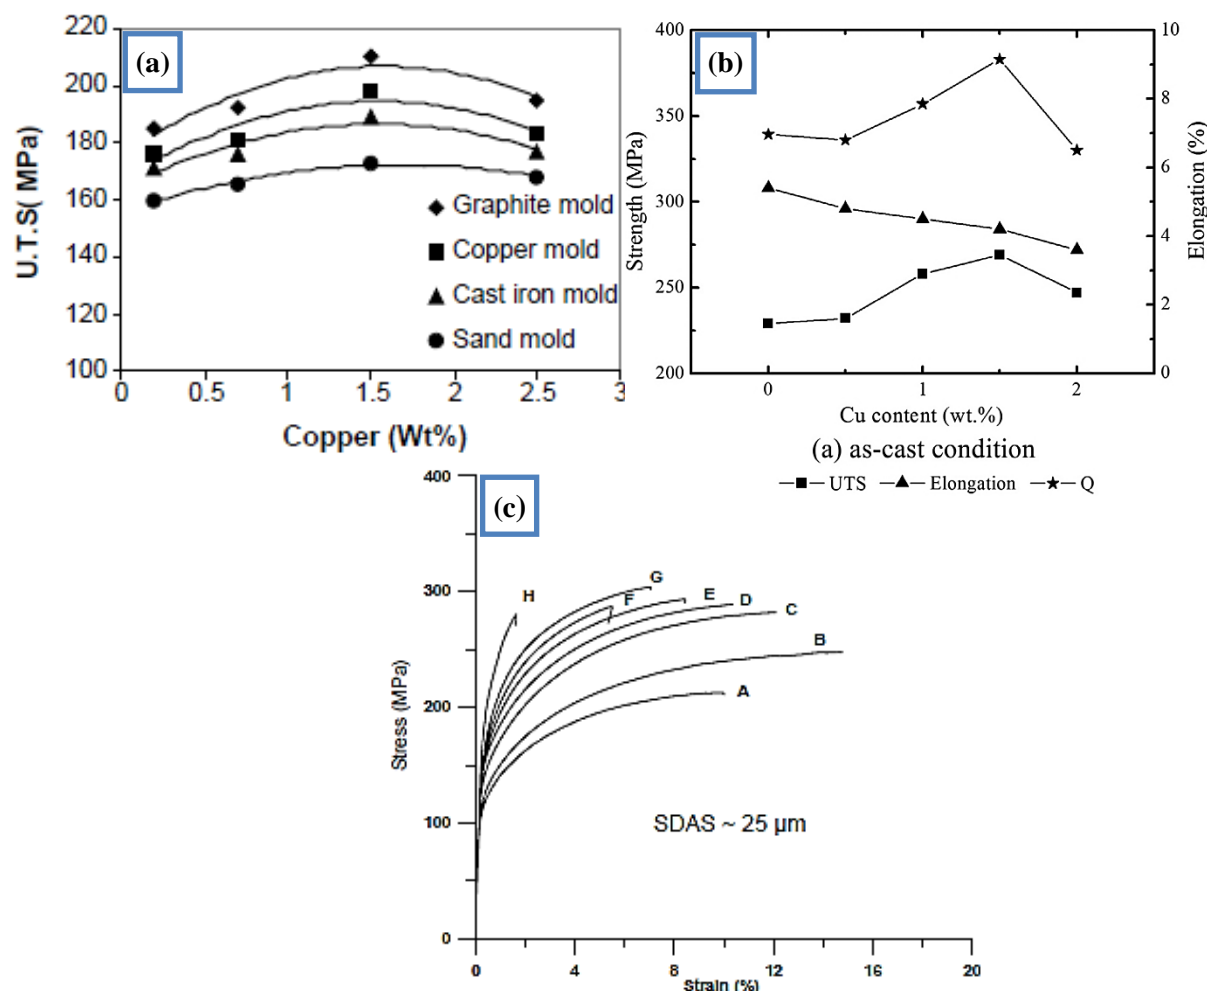 (a)
220
200
180
160
140
120
100
U.T.S( MPa)
Graphite mold
Copper mold
Cast iron mold
Sand mold
0 0.5 1 1.5 2 2.5 3
Copper (Wt%)
(b)
400
350
300
250
200
Strength (MPa)
10
8
6
4
2
0
Elongation (%)
0 1 2
Cu content (wt.%)
(a) as-cast condition
UTS Elongation Q
(c)
400
300
200
100
0
Stress (MPa)
H
G
F
E
D
C
B
A
SDAS ~ 25 µm
0 4 8 12 16 20
Strain (%)